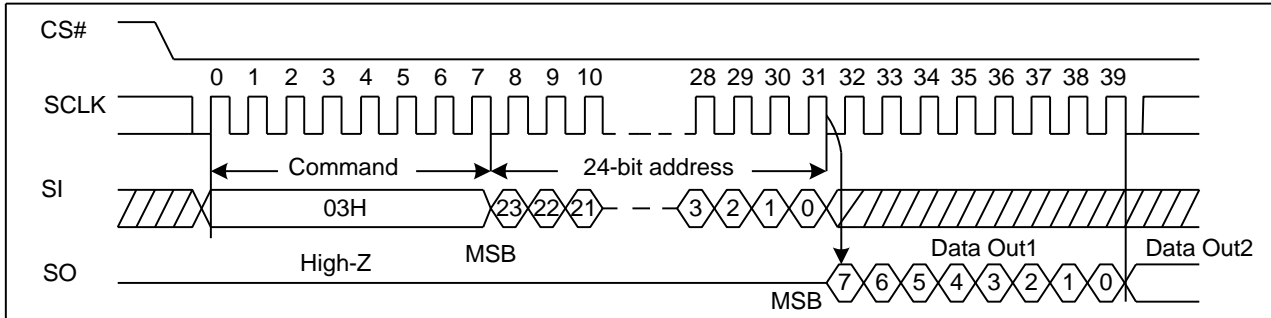 CS#
0 1 2 3 4 5 6 7 8 9 10 28 29 30 31 32 33 34 35 36 37 38 39
SCLK
Command 24-bit address
SI
03H 23 22 21 3 2 1 0
High-Z MSB Data Out1 Data Out2
SO
MSB 7 6 5 4 3 2 1 0